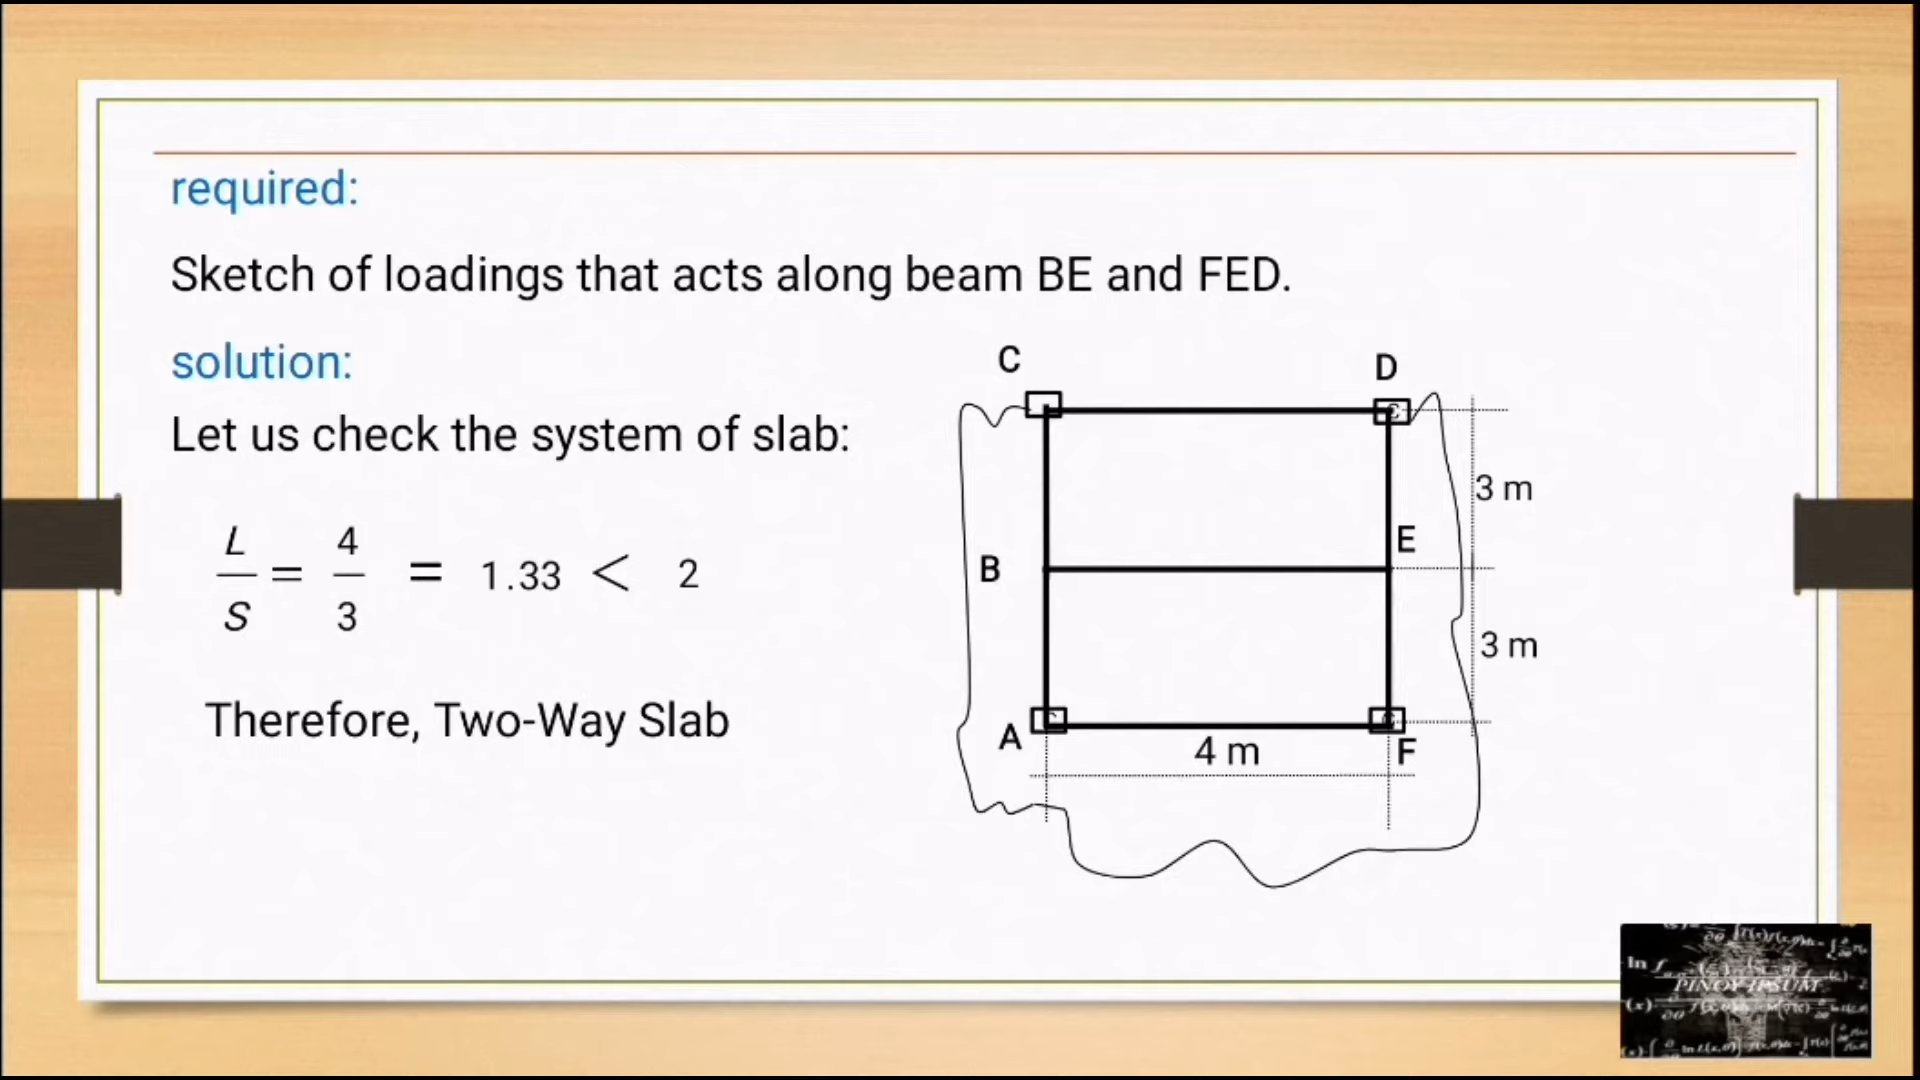 required:
Sketch of loadings that acts along beam BE and FED.
solution:
Let us check the system of slab:
L/S = 4/3 = 1.33 < 2
Therefore, Two-Way Slab
C
D
3 m
E
B
3 m
A
4 m
F
PINOY IPSUM